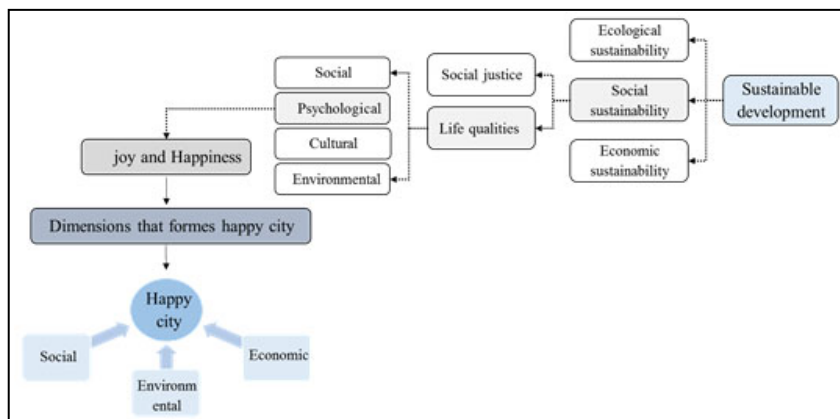 Ecological
sustainability
Social
Social justice
Social
sustainability
Sustainable
development
Psychological
Life qualities
Cultural
joy and Happiness
Economic
sustainability
Environmental
Dimensions that formes happy city
Happy
city
Social
Economic
Environm
ental